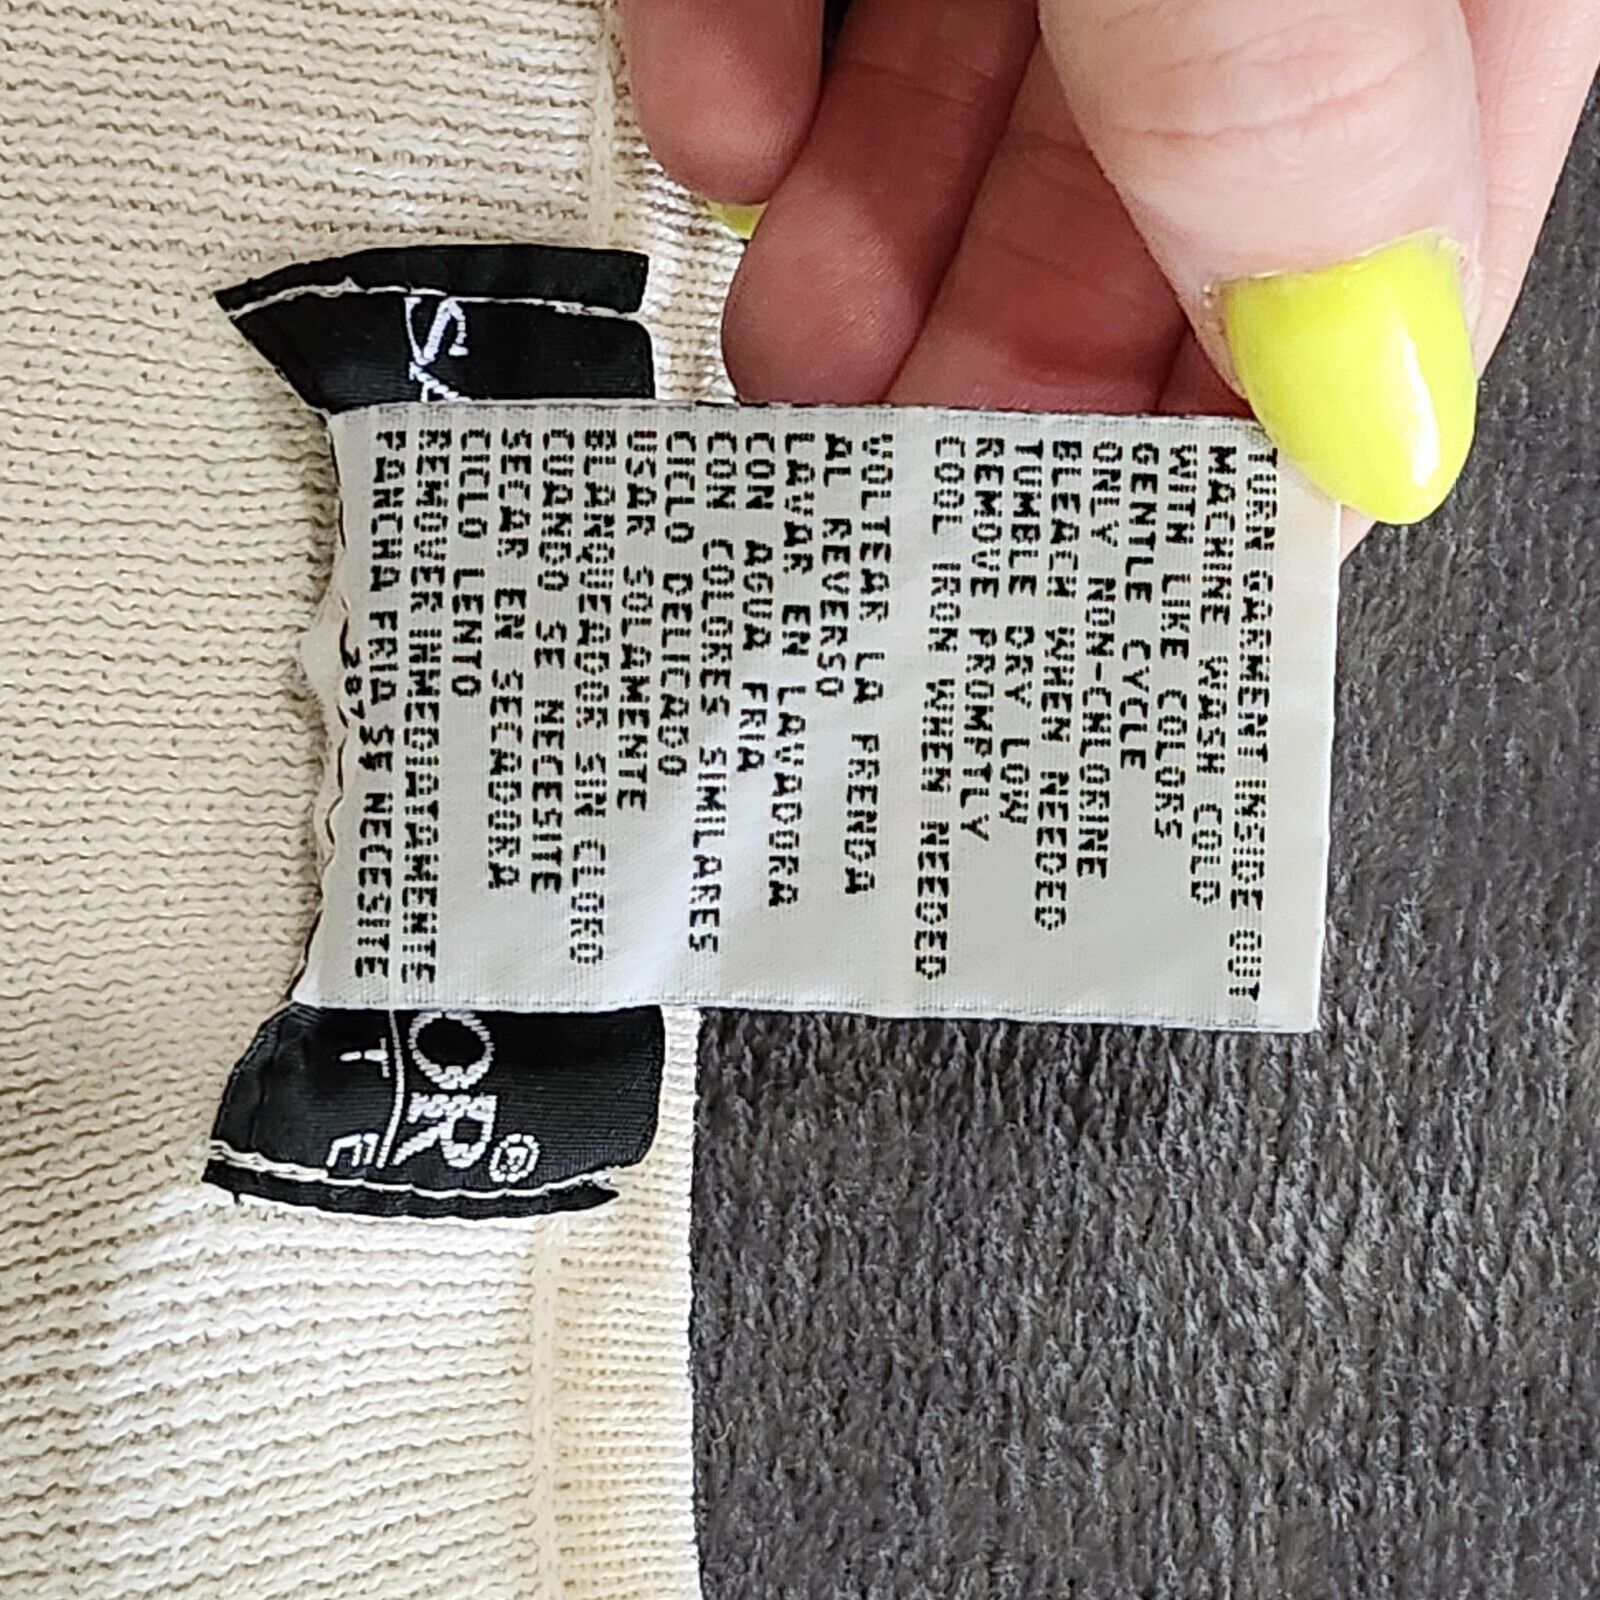 TURN GARMENT INSIDE OUT
MACHINE WASH COLD
WITH LIKE COLORS
GENTLE CYCLE
ONLY NON-CHLORINE
BLEACH WHEN NEEDED
TUMBLE DRY LOW
REMOVE PROMPTLY
COOL IRON WHEN NEEDED
VOLTEAR LA PRENDA
AL REVERSO
LAVAR EN LAVADORA
CON AGUA FRIA
CON COLORES SIMILARES
CICLO DELICADO
USAR SOLAMENTE
BLANQUEADOR SIN CLORO
CUANDO SE NECESITE
SECAR EN SECADORA
CICLO LENTO
REMOVER INMEDIATAMENTE
PLANCHA FRIA SE NECESITE